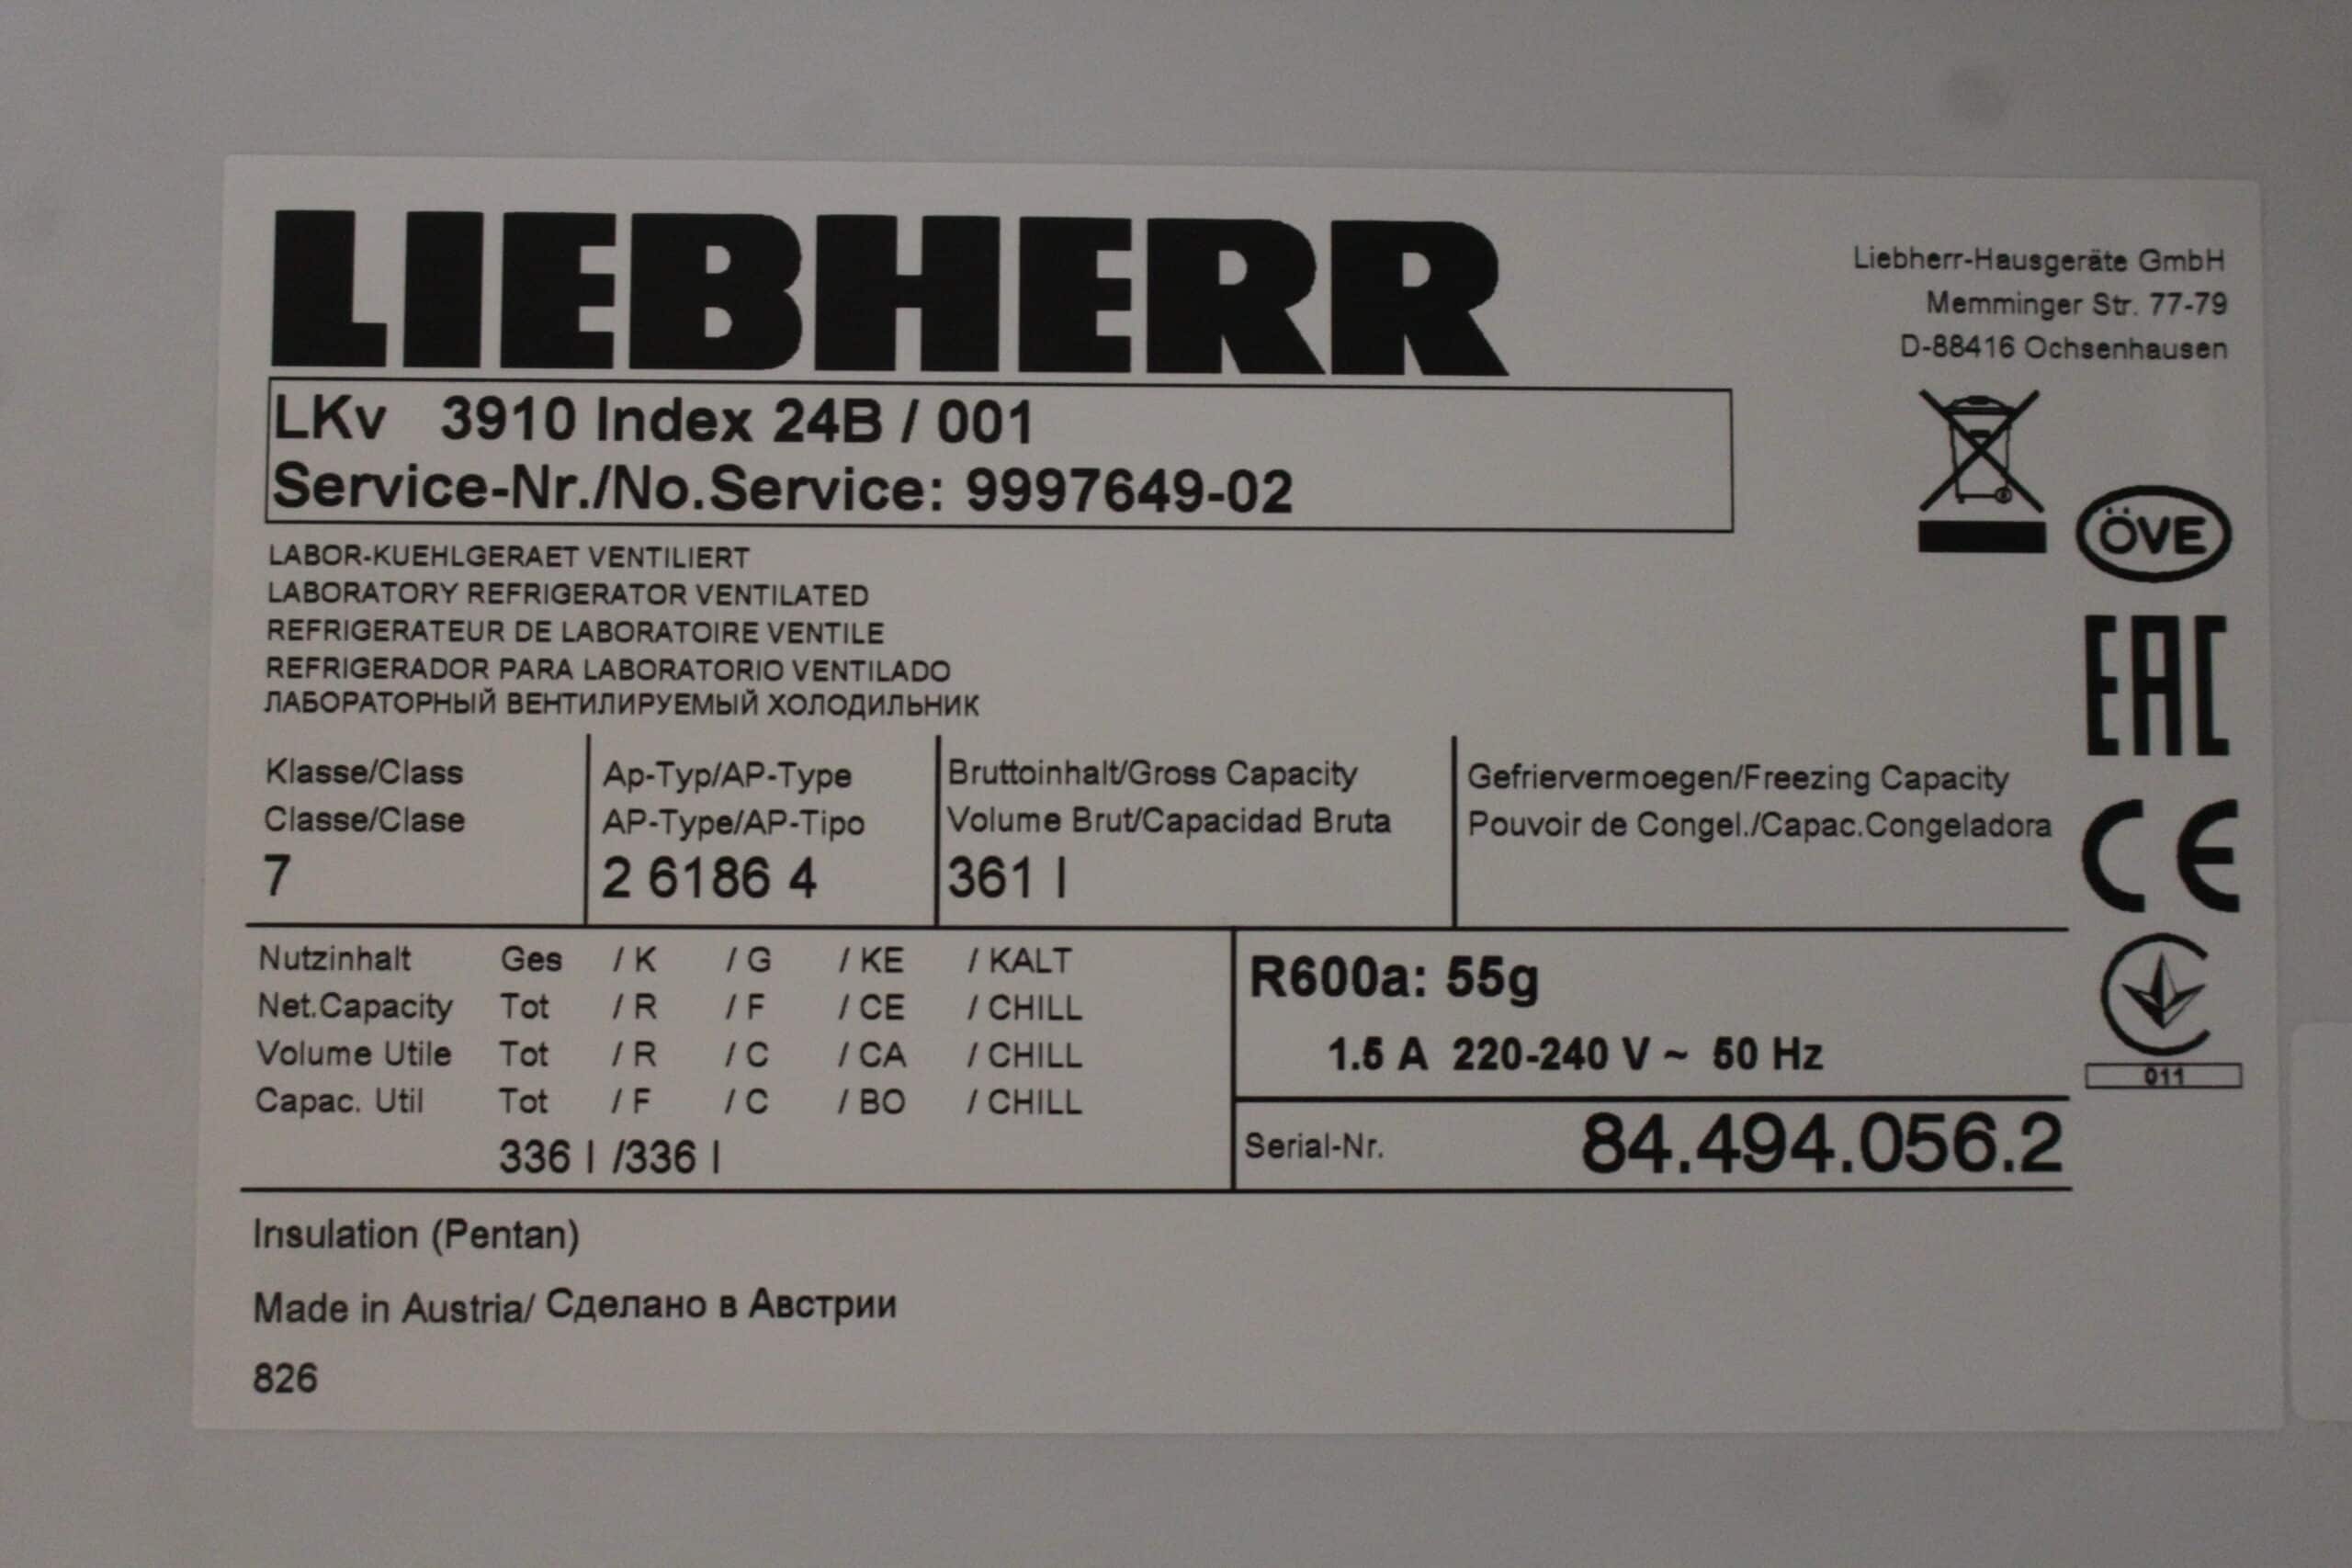 LIEBHERR
Liebherr-Hausgeräte GmbH
Memminger Str. 77-79
D-88416 Ochsenhausen
LKv 3910 Index 24B / 001
Service-Nr./No.Service: 9997649-02
LABOR-KUEHLGERAET VENTILIERT
LABORATORY REFRIGERATOR VENTILATED
REFRIGERATEUR DE LABORATOIRE VENTILE
REFRIGERADOR PARA LABORATORIO VENTILADO
ЛАБОРАТОРНЫЙ ВЕНТИЛИРУЕМЫЙ ХОЛОДИЛЬНИК
ÖVE
EAC
CE
011
Klasse/Class
Classe/Clase
7
Ap-Typ/AP-Type
AP-Type/AP-Tipo
2 6186 4
Bruttoinhalt/Gross Capacity
Volume Brut/Capacidad Bruta
361 l
Gefriervermoegen/Freezing Capacity
Pouvoir de Congel./Capac.Congeladora
Nutzinhalt Ges / K / G / KE / KALT
Net.Capacity Tot / R / F / CE / CHILL
Volume Utile Tot / R / C / CA / CHILL
Capac. Util Tot / F / C / BO / CHILL
336 l /336 l
R600a: 55g
1.5 A 220-240 V ~ 50 Hz
Serial-Nr. 84.494.056.2
Insulation (Pentan)
Made in Austria/ Сделано в Австрии
826